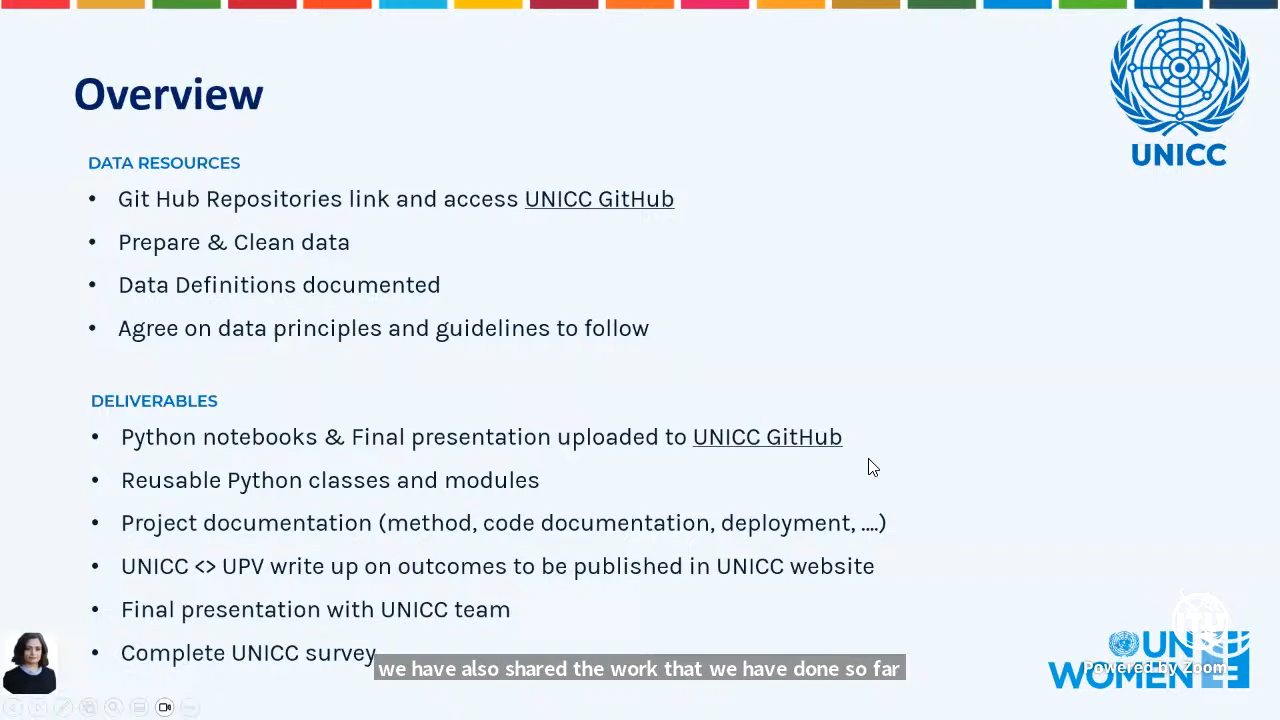 UNICC
Overview
DATA RESOURCES
• Git Hub Repositories link and access UNICC GitHub
• Prepare & Clean data
• Data Definitions documented
• Agree on data principles and guidelines to follow
DELIVERABLES
• Python notebooks & Final presentation uploaded to UNICC GitHub
• Reusable Python classes and modules
• Project documentation (method, code documentation, deployment, ....)
• UNICC <> UPV write up on outcomes to be published in UNICC website
• Final presentation with UNICC team
• Complete UNICC survey
we have also shared the work that we have done so far
ITU
UN
WOMEN
Powered by Zoom